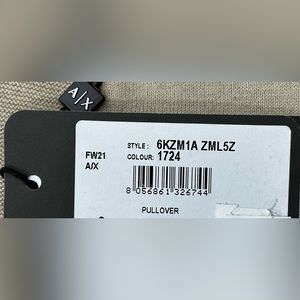 A|X
STYLE : 6KZM1A ZML5Z
FW21 COLOUR: 1724
A/X
8 056861 326744
PULLOVER